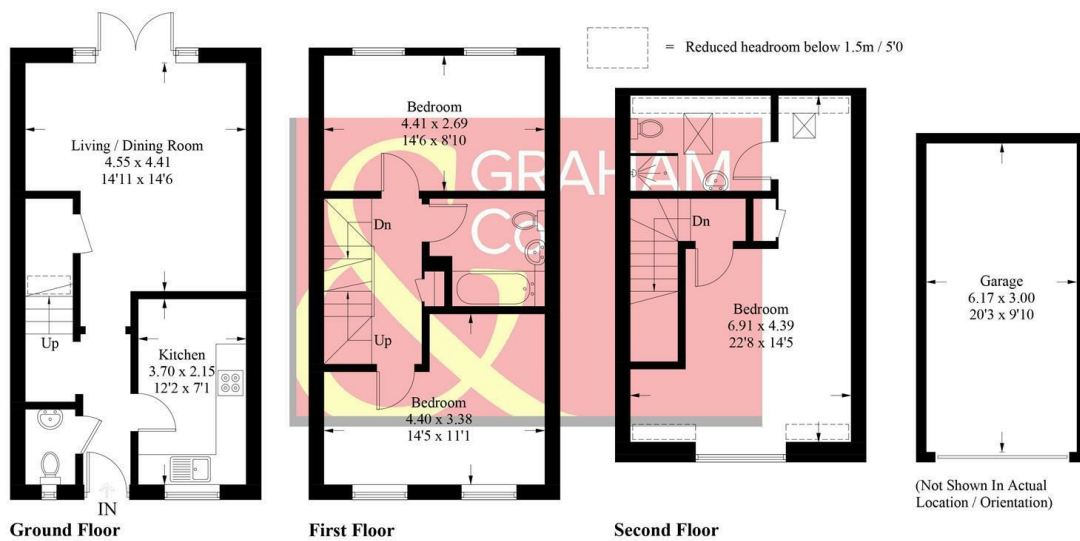 = Reduced headroom below 1.5m / 5'0
Living / Dining Room
4.55 x 4.41
14'11 x 14'6
Up
Kitchen
3.70 x 2.15
12'2 x 7'1
IN
Ground Floor
Bedroom
4.41 x 2.69
14'6 x 8'10
GRAHAM
&
Co
Dn
Up
Bedroom
4.40 x 3.38
14'5 x 11'1
First Floor
Dn
Bedroom
6.91 x 4.39
22'8 x 14'5
Second Floor
Garage
6.17 x 3.00
20'3 x 9'10
(Not Shown In Actual
Location / Orientation)